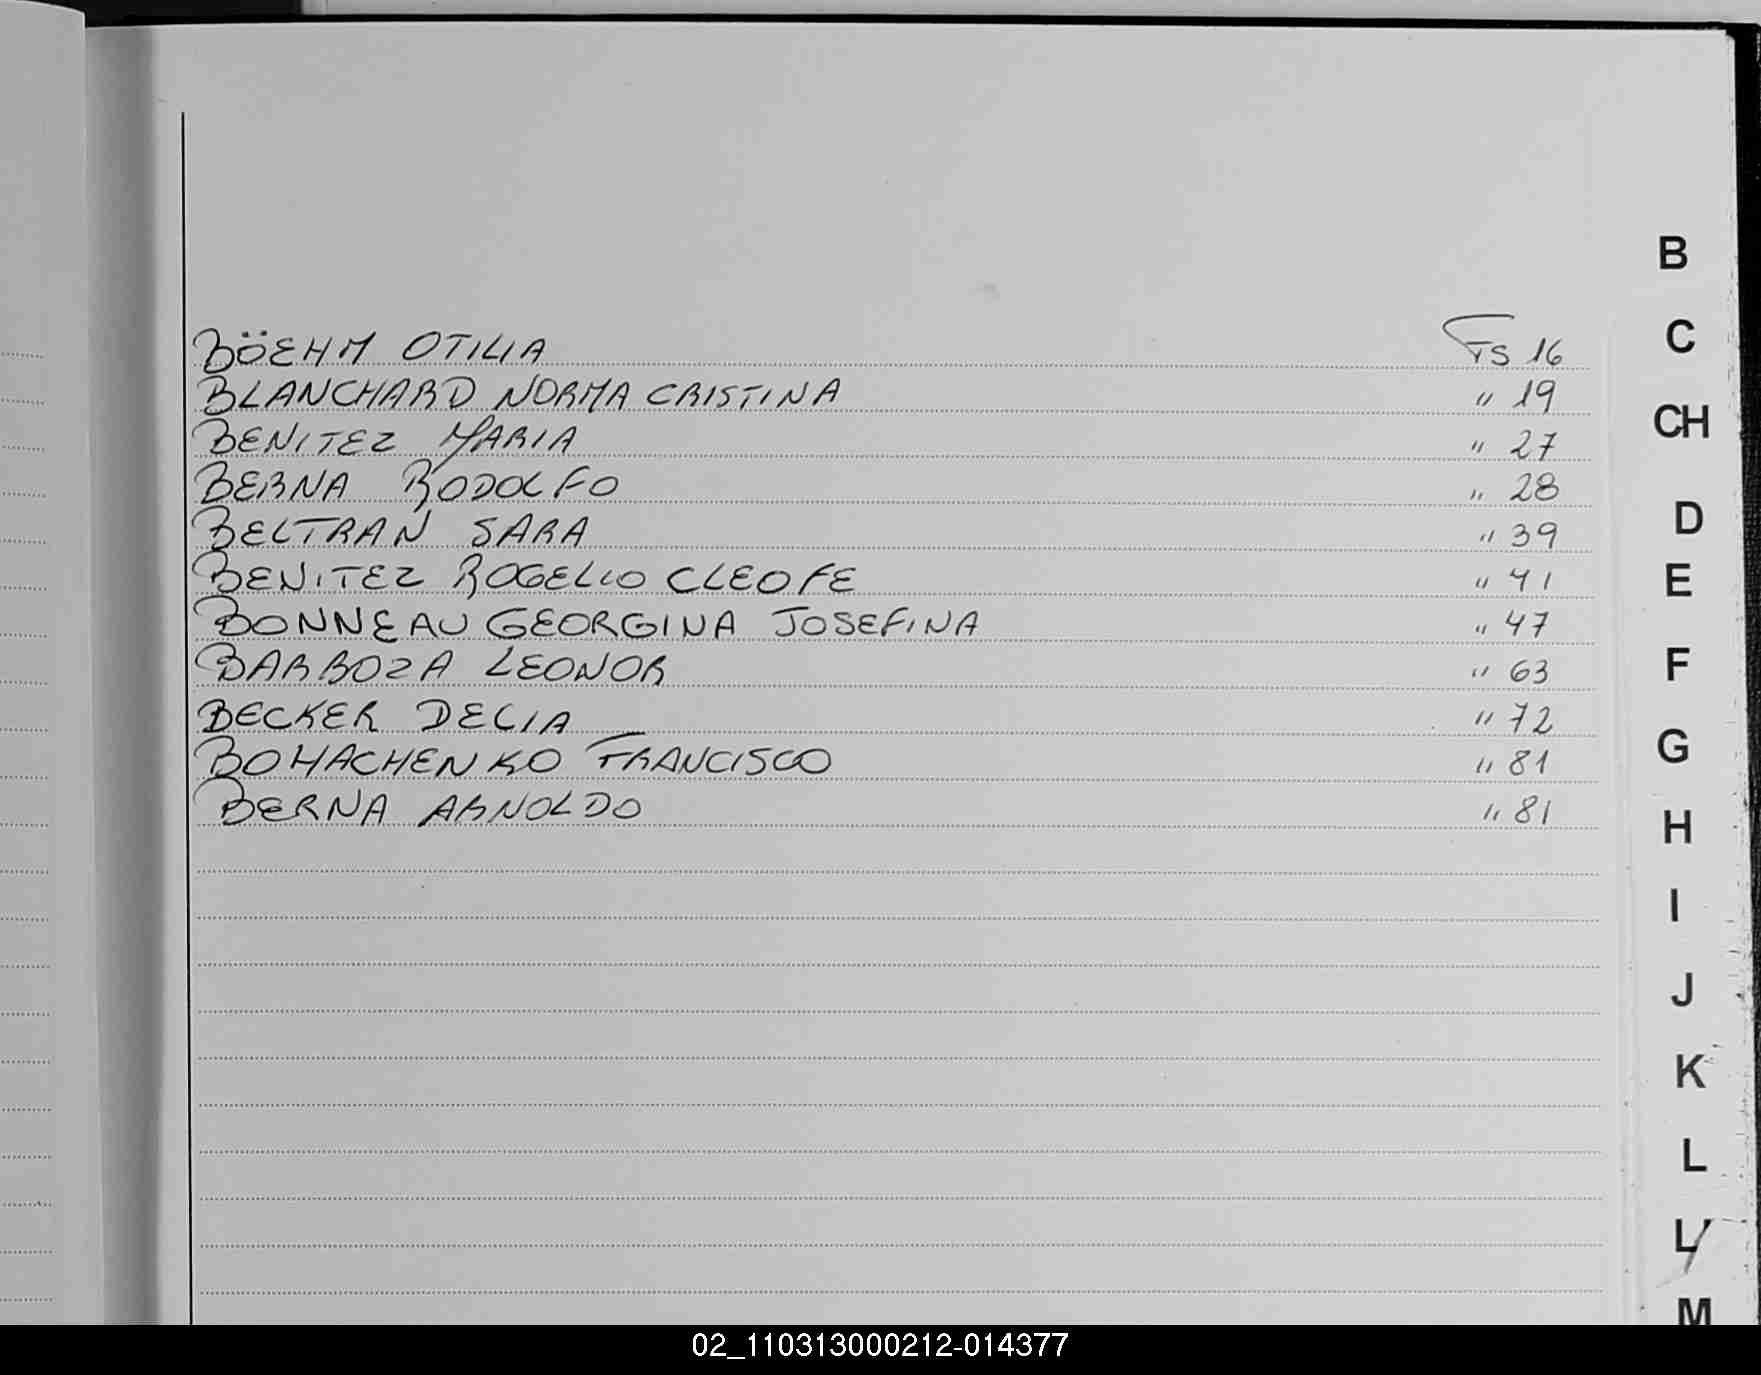 BÖEHM OTILIA Fs 16
BLANCHARD NORMA CRISTINA " 19
BENITEZ MARIA " 27
BERNA RODOLFO " 28
BELTRAN SARA " 39
BENITEZ ROGELIO CLEOFE " 41
BONNEAU GEORGINA JOSEFINA " 47
BARBOZA LEONOR " 63
BECKER DELIA " 72
BOHACHENKO FRANCISCO " 81
BERNA ARNOLDO " 81
B
C
CH
D
E
F
G
H
I
J
K
L
M
02_110313000212-014377